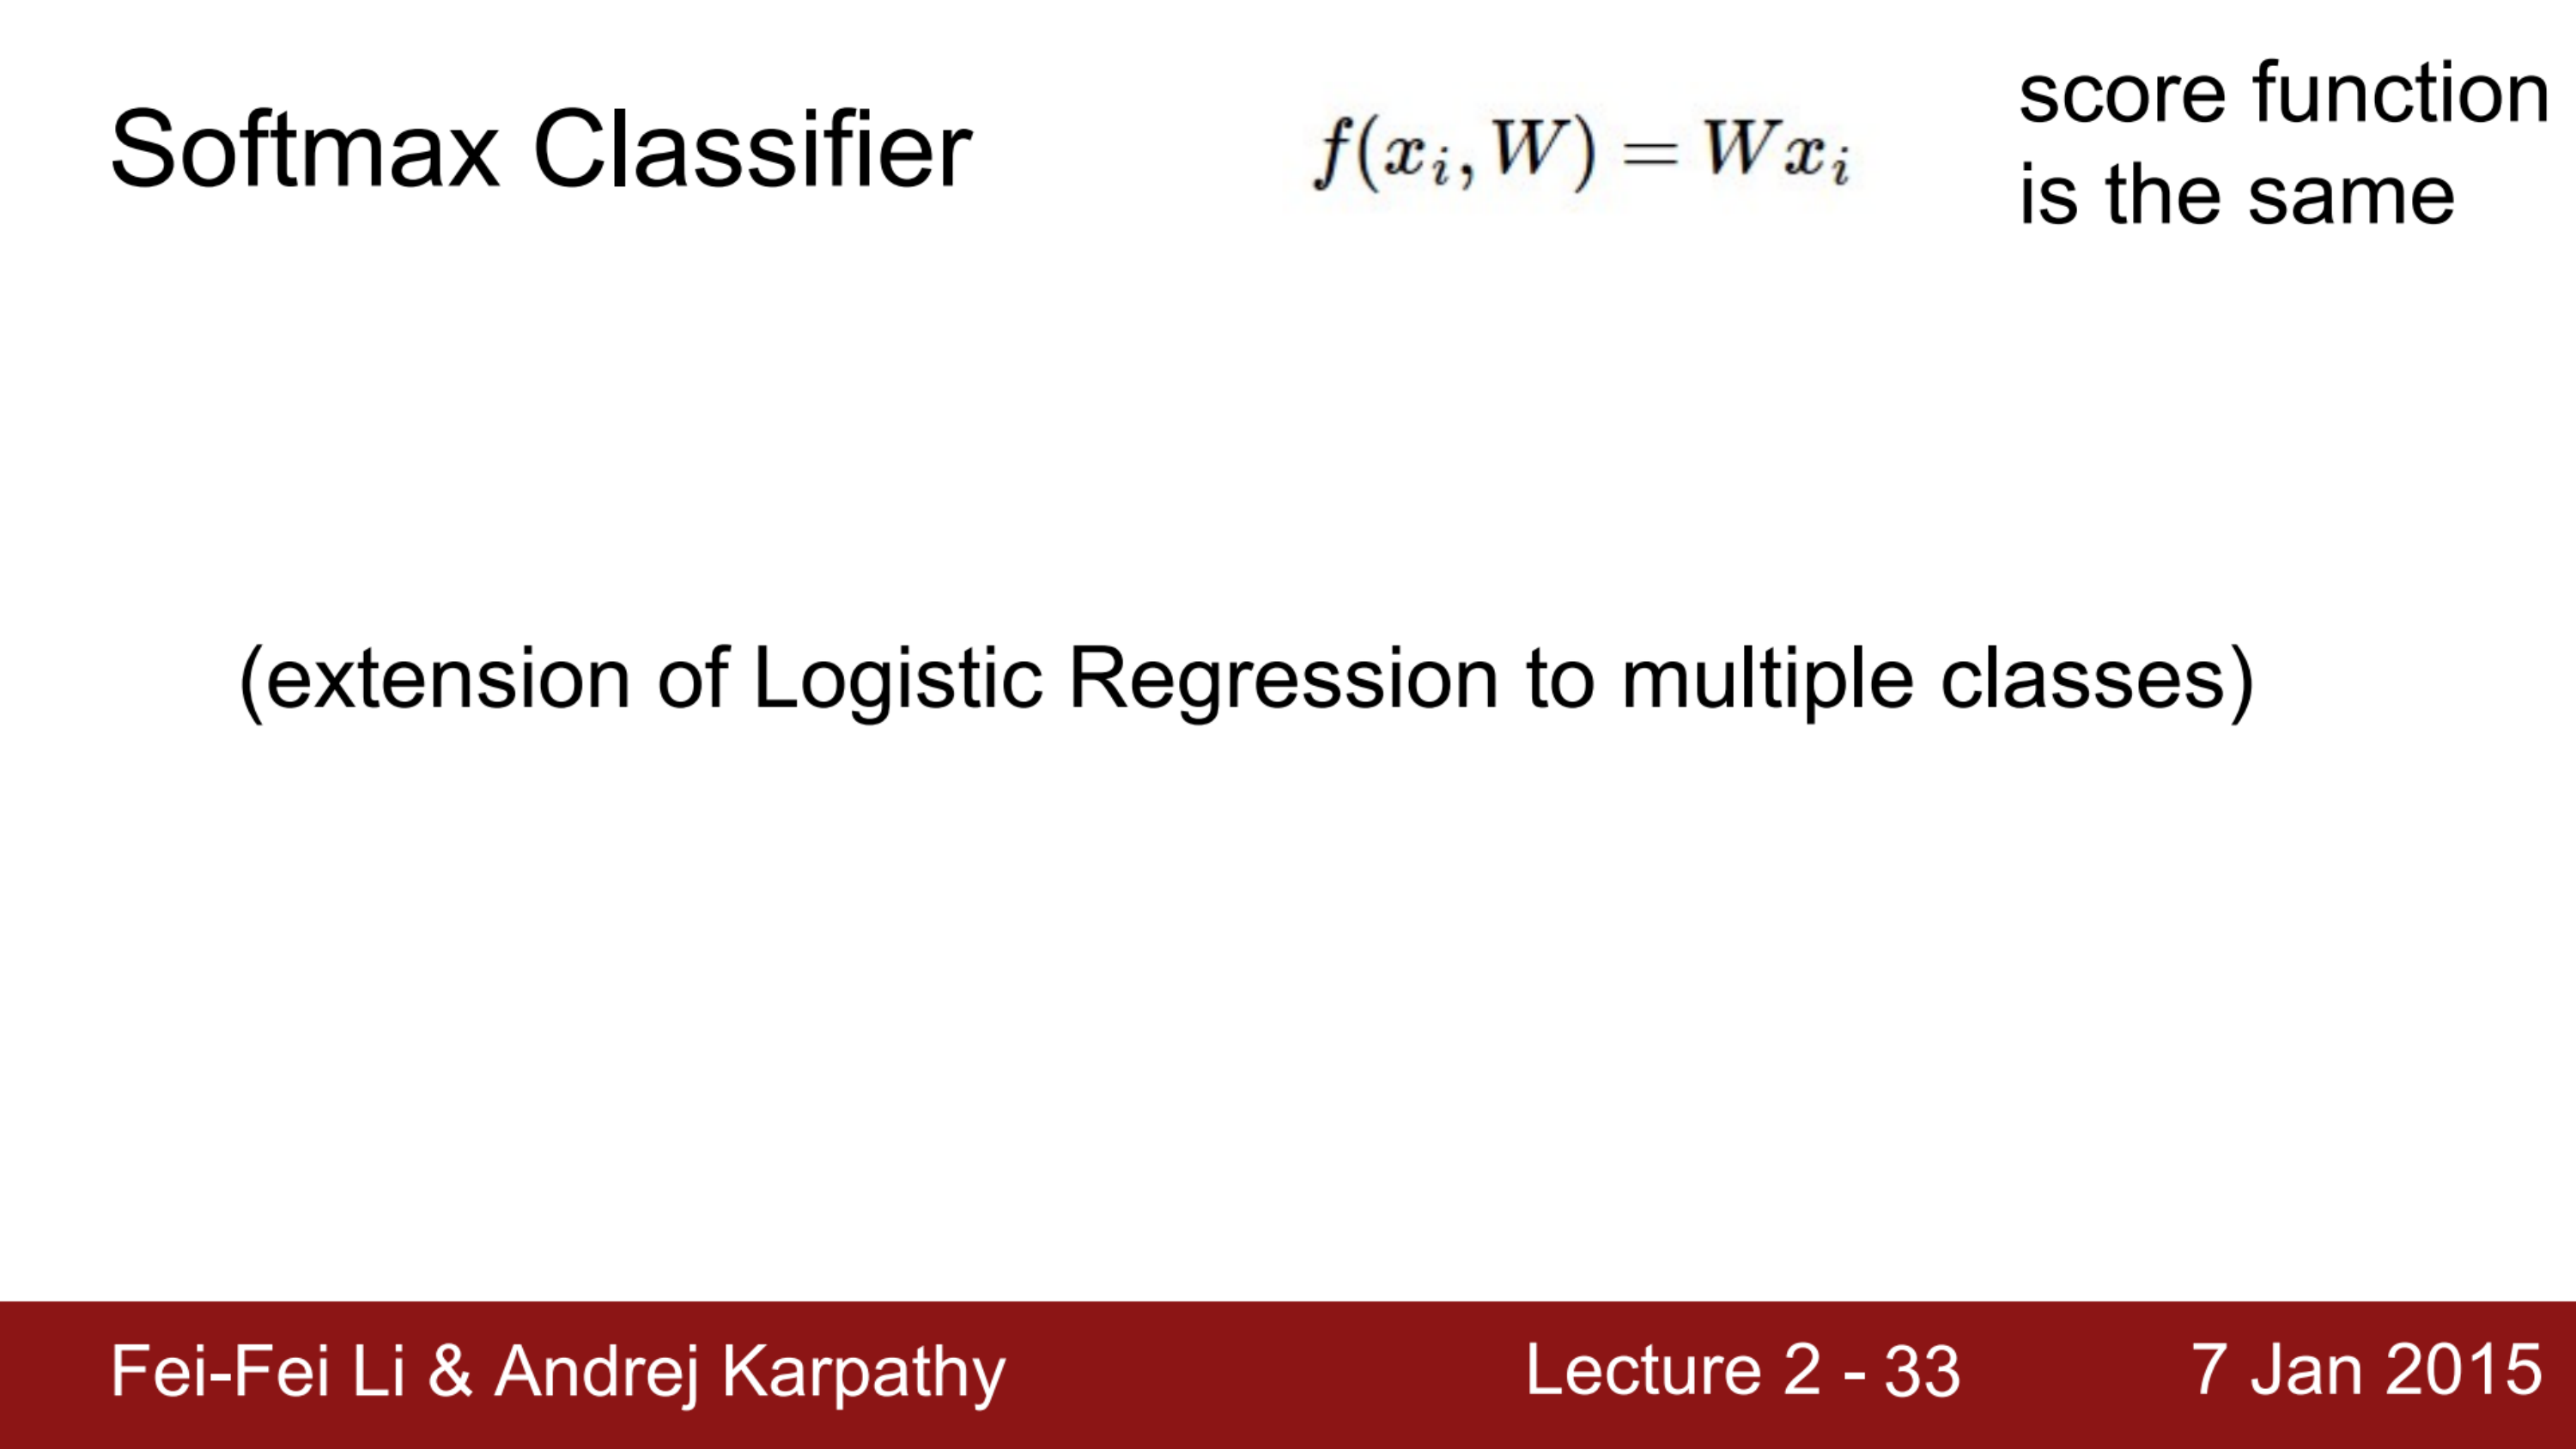 Softmax Classifier
f(x_i, W) = Wx_i
score function
is the same
(extension of Logistic Regression to multiple classes)
Fei-Fei Li & Andrej Karpathy
Lecture 2 - 33
7 Jan 2015